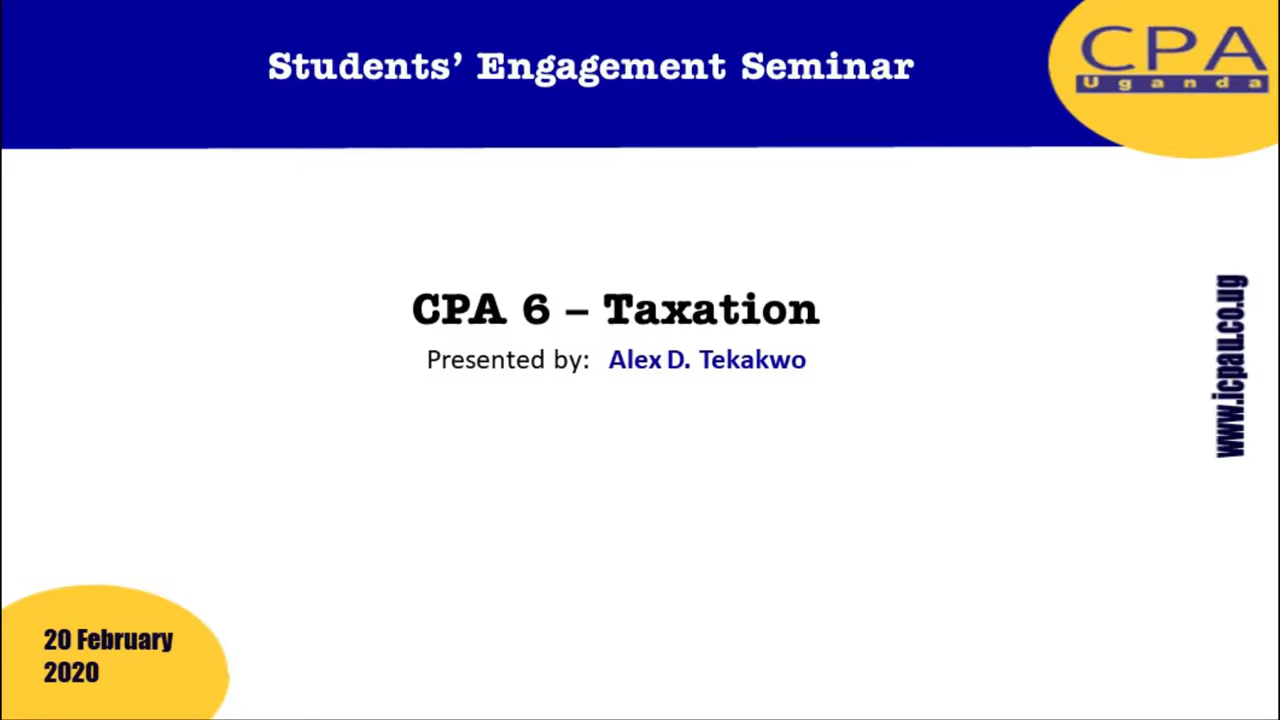 Students’ Engagement Seminar
CPA
Uganda
CPA 6 – Taxation
Presented by: Alex D. Tekakwo
www.icpau.co.ug
20 February
2020